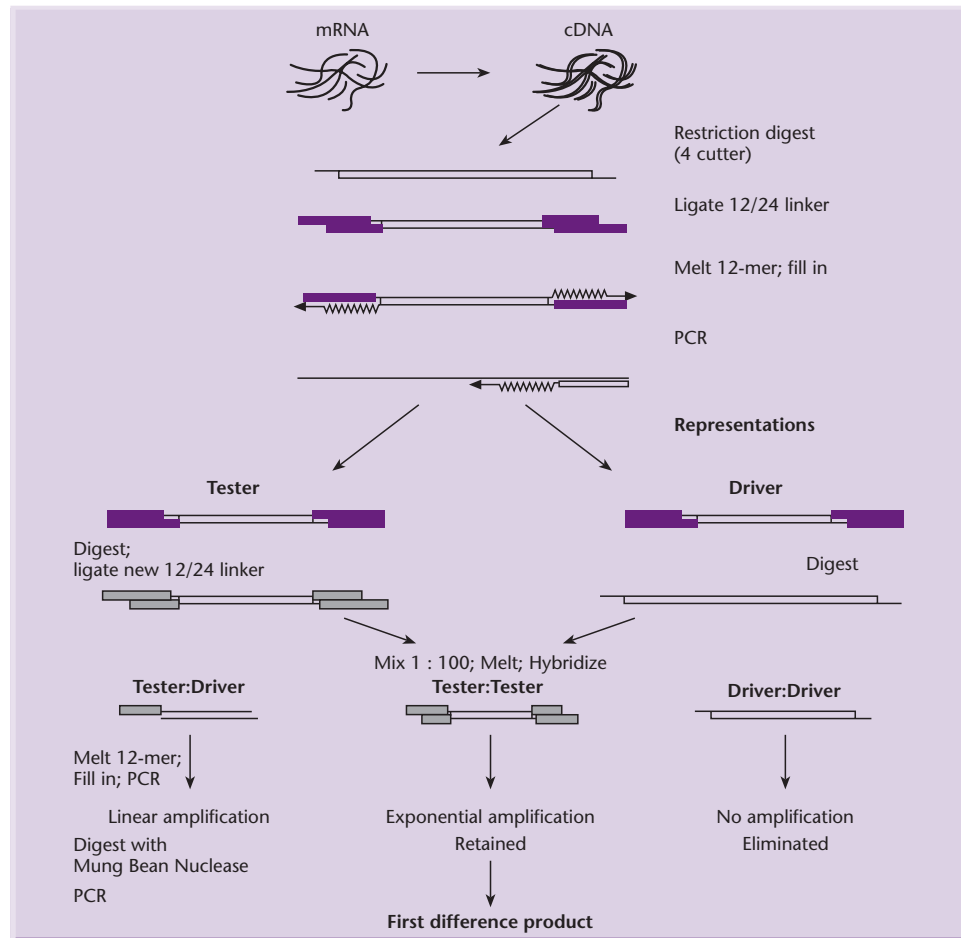 mRNA
cDNA
Restriction digest
(4 cutter)
Ligate 12/24 linker
Melt 12-mer; fill in
PCR
Representations
Tester
Driver
Digest;
ligate new 12/24 linker
Digest
Mix 1 : 100; Melt; Hybridize
Tester:Driver
Tester:Tester
Driver:Driver
Melt 12-mer;
Fill in; PCR
Linear amplification
Exponential amplification
No amplification
Digest with
Mung Bean Nuclease
Retained
Eliminated
PCR
First difference product